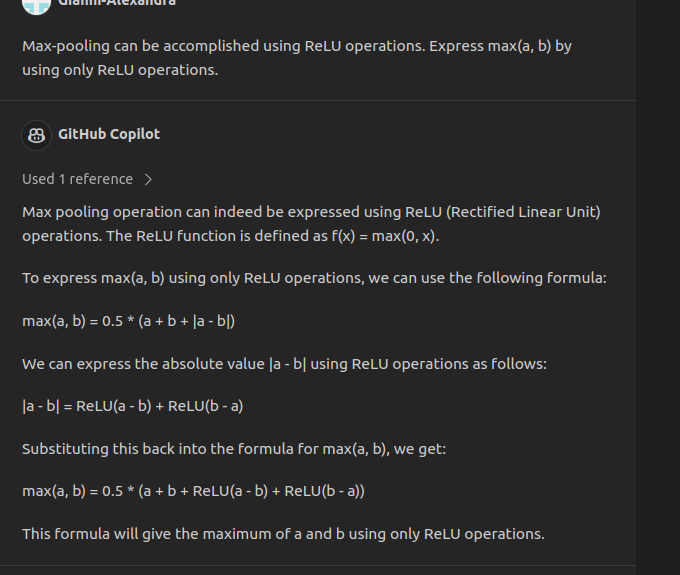 Gianni-Alexandra
Max-pooling can be accomplished using ReLU operations. Express max(a, b) by
using only ReLU operations.
GitHub Copilot
Used 1 reference
Max pooling operation can indeed be expressed using ReLU (Rectified Linear Unit)
operations. The ReLU function is defined as f(x) = max(0, x).
To express max(a, b) using only ReLU operations, we can use the following formula:
max(a, b) = 0.5 * (a + b + |a - b|)
We can express the absolute value |a - b| using ReLU operations as follows:
|a - b| = ReLU(a - b) + ReLU(b - a)
Substituting this back into the formula for max(a, b), we get:
max(a, b) = 0.5 * (a + b + ReLU(a - b) + ReLU(b - a))
This formula will give the maximum of a and b using only ReLU operations.